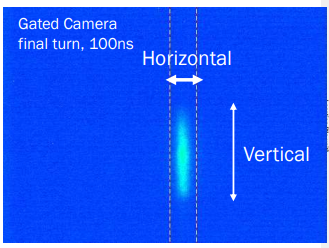 Gated Camera
final turn, 100ns
Horizontal
Vertical